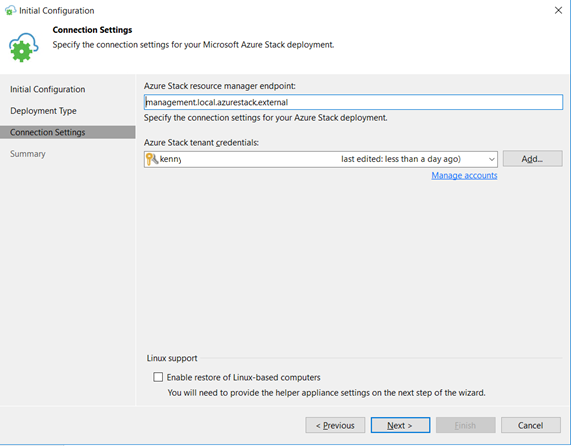 Initial Configuration
Connection Settings
Specify the connection settings for your Microsoft Azure Stack deployment.
Initial Configuration
Deployment Type
Connection Settings
Summary
Azure Stack resource manager endpoint:
management.local.azurestack.external
Specify the connection settings for your Azure Stack deployment.
Azure Stack tenant credentials:
kenny last edited: less than a day ago)
Add...
Manage accounts
Linux support
Enable restore of Linux-based computers
You will need to provide the helper appliance settings on the next step of the wizard.
< Previous
Next >
Finish
Cancel